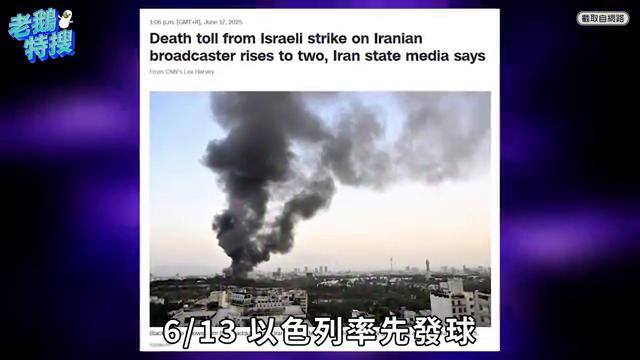 老鵝
特搜
截取自網路
1:06 p.m. [GMT+8], June 17, 2025
Death toll from Israeli strike on Iranian
broadcaster rises to two, Iran state media says
From CNN's Lex Harvey
6/13 以色列率先發球